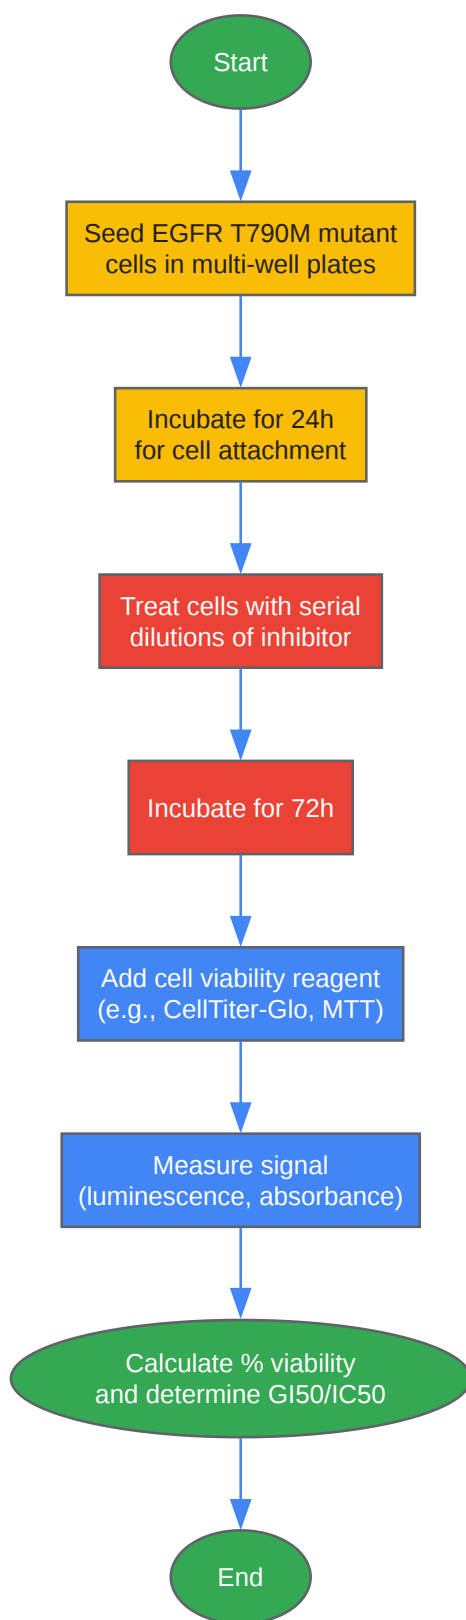 Start
Seed EGFR T790M mutant
cells in multi-well plates
Incubate for 24h
for cell attachment
Treat cells with serial
dilutions of inhibitor
Incubate for 72h
Add cell viability reagent
(e.g., CellTiter-Glo, MTT)
Measure signal
(luminescence, absorbance)
Calculate % viability
and determine GI50/IC50
End